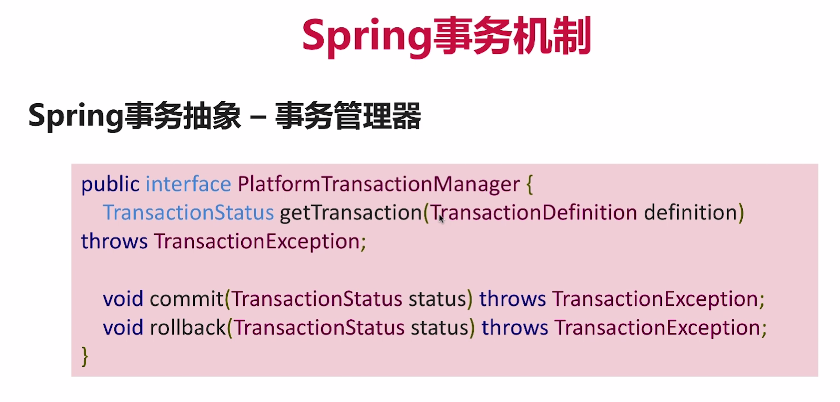 Spring事务机制
Spring事务抽象 – 事务管理器
public interface PlatformTransactionManager {
TransactionStatus getTransaction(TransactionDefinition definition)
throws TransactionException;
void commit(TransactionStatus status) throws TransactionException;
void rollback(TransactionStatus status) throws TransactionException;
}